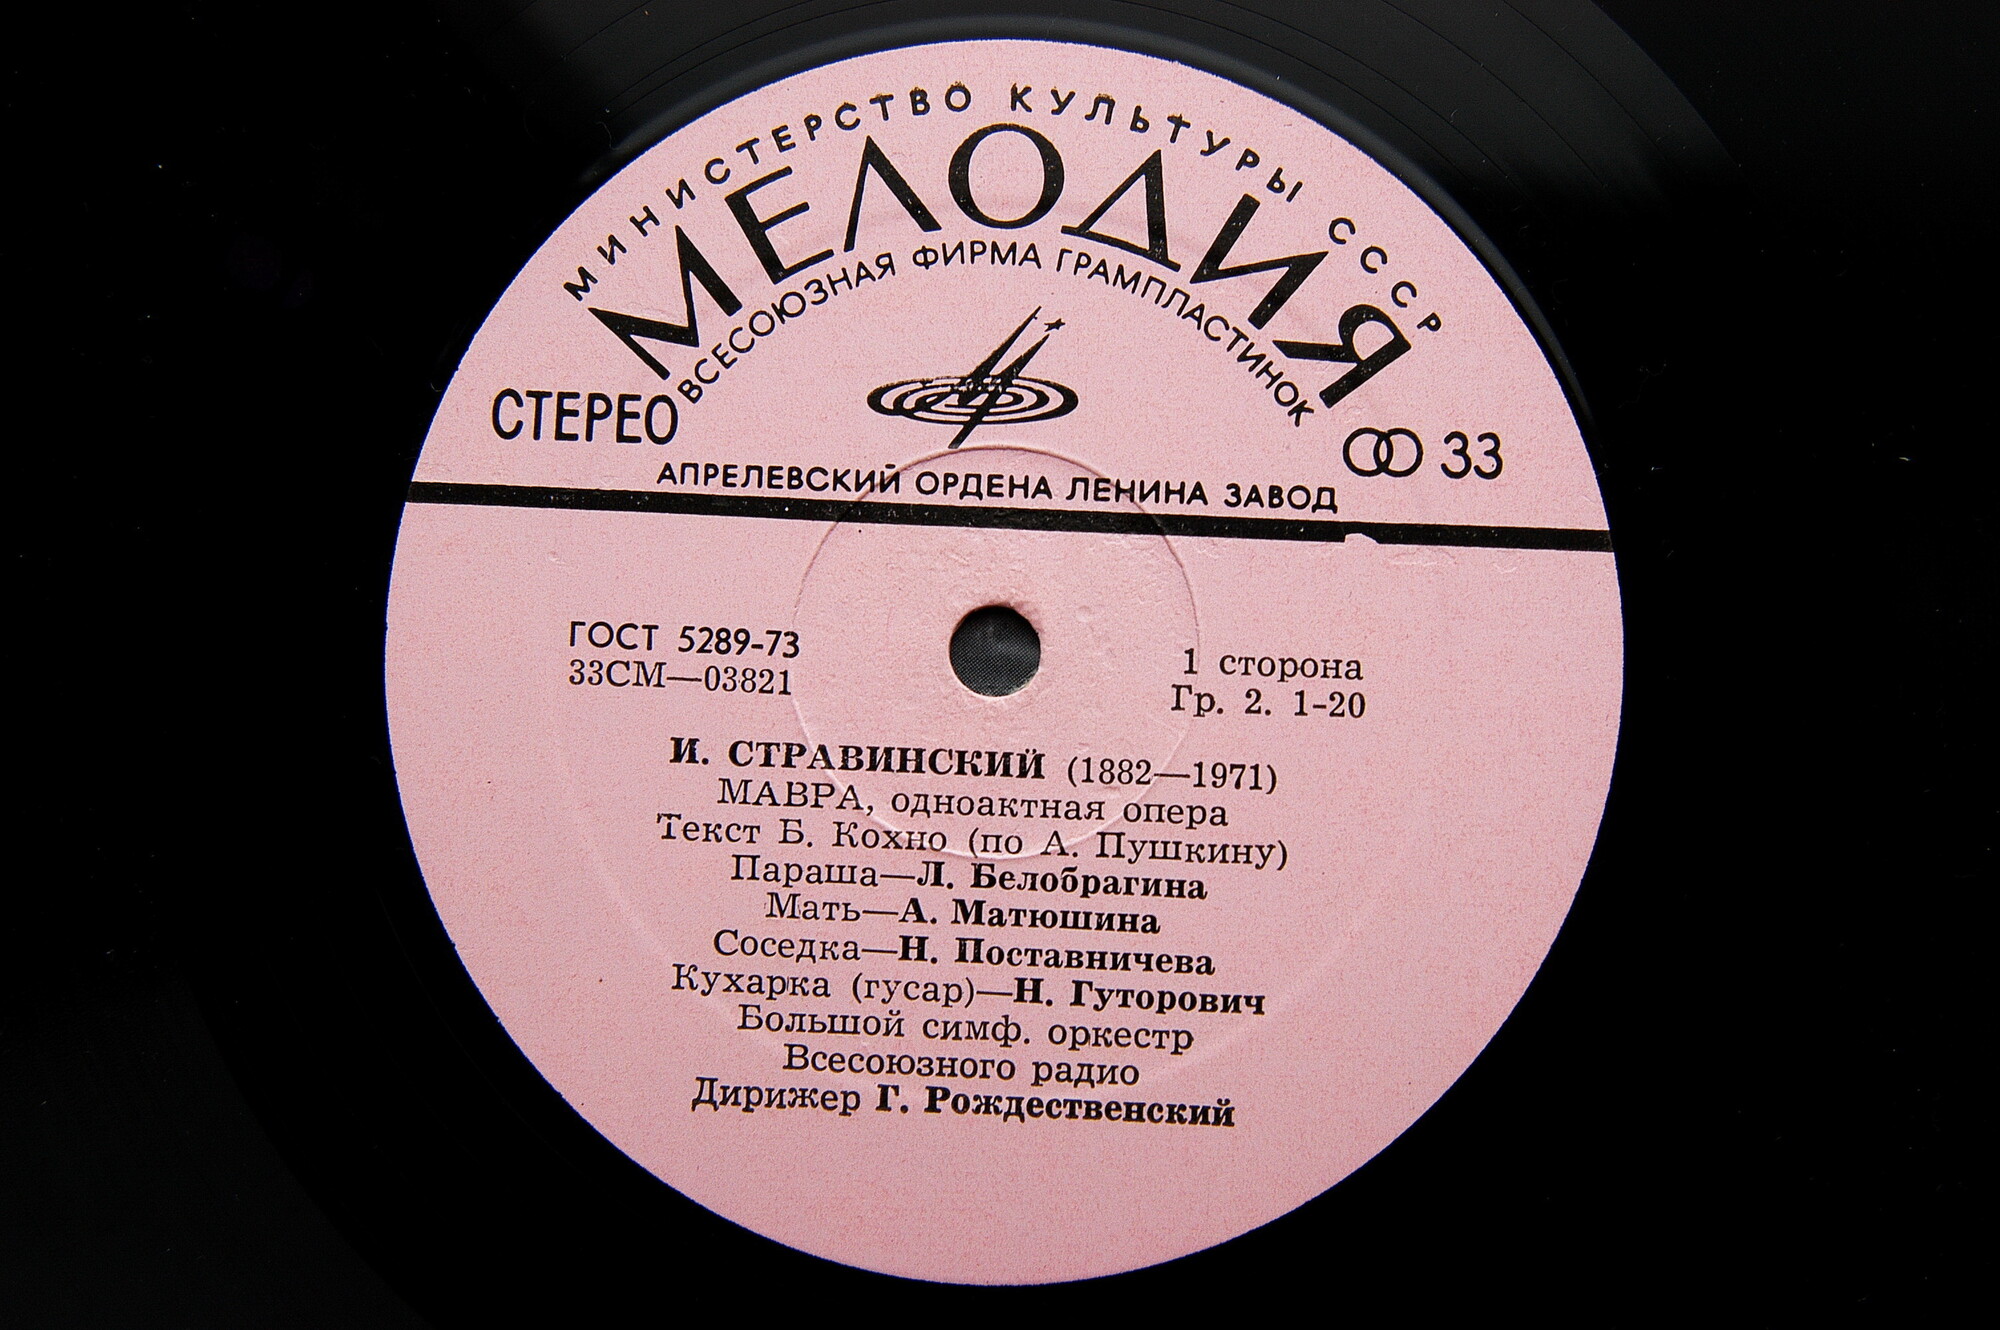 МИНИСТЕРСТВО КУЛЬТУРЫ СССР
МЕЛОДИЯ
ВСЕСОЮЗНАЯ ФИРМА ГРАМПЛАСТИНОК
СТЕРЕО
33
АПРЕЛЕВСКИЙ ОРДЕНА ЛЕНИНА ЗАВОД
ГОСТ 5289-73
33СМ—03821
1 сторона
Гр. 2. 1-20
И. СТРАВИНСКИЙ (1882—1971)
МАВРА, одноактная опера
Текст Б. Кохно (по А. Пушкину)
Параша—Л. Белобрагина
Мать—А. Матюшина
Соседка—Н. Поставничева
Кухарка (гусар)—Н. Гуторович
Большой симф. оркестр
Всесоюзного радио
Дирижер Г. Рождественский